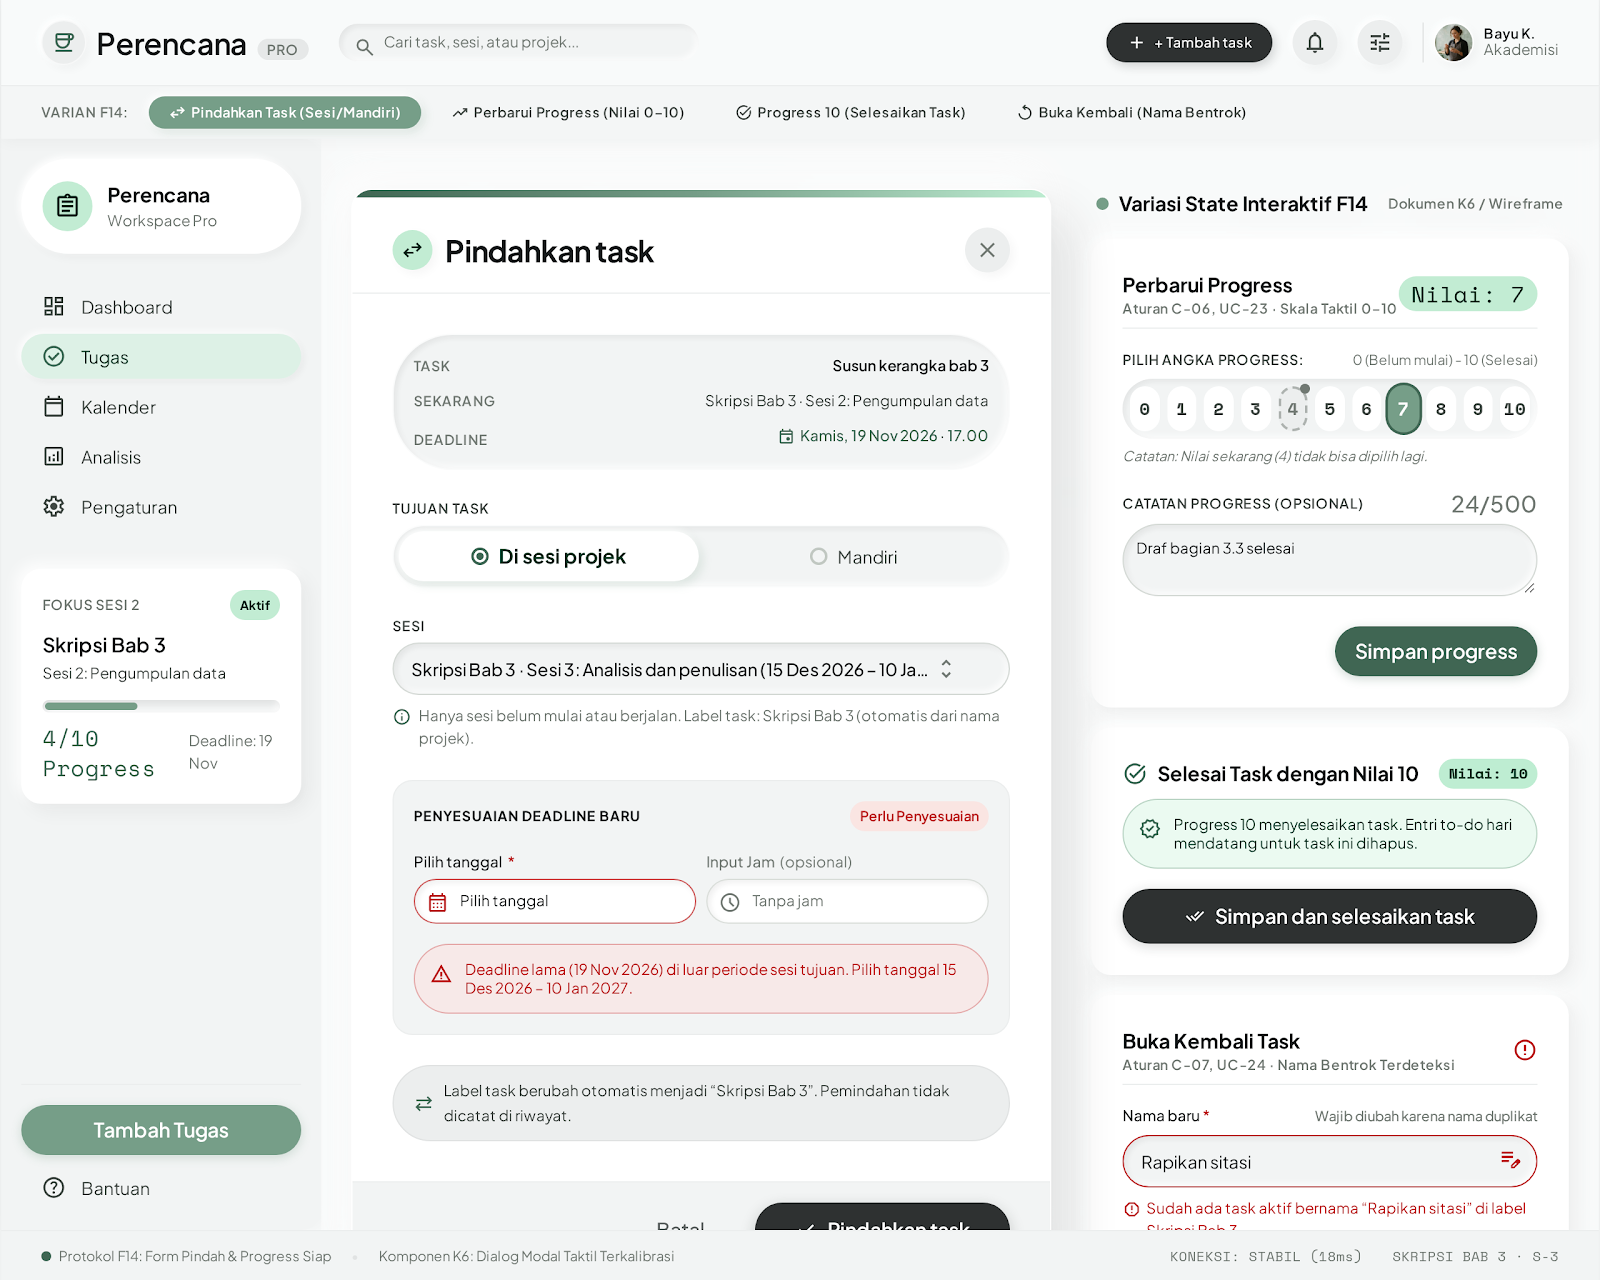 Perencana PRO
Cari task, sesi, atau projek...
+ Tambah task
Bayu K.
Akademisi
VARIAN F14:
Pindahkan Task (Sesi/Mandiri)
Perbarui Progress (Nilai 0–10)
Progress 10 (Selesaikan Task)
Buka Kembali (Nama Bentrok)
Perencana
Workspace Pro
Dashboard
Tugas
Kalender
Analisis
Pengaturan
FOKUS SESI 2
Aktif
Skripsi Bab 3
Sesi 2: Pengumpulan data
4/10
Progress
Deadline: 19
Nov
Tambah Tugas
Bantuan
Pindahkan task
TASK
Susun kerangka bab 3
SEKARANG
Skripsi Bab 3 · Sesi 2: Pengumpulan data
DEADLINE
Kamis, 19 Nov 2026 · 17.00
TUJUAN TASK
Di sesi projek
Mandiri
SESI
Skripsi Bab 3 · Sesi 3: Analisis dan penulisan (15 Des 2026 – 10 Ja...
Hanya sesi belum mulai atau berjalan. Label task: Skripsi Bab 3 (otomatis dari nama
projek).
PENYESUAIAN DEADLINE BARU
Perlu Penyesuaian
Pilih tanggal *
Input Jam (opsional)
Pilih tanggal
Tanpa jam
Deadline lama (19 Nov 2026) di luar periode sesi tujuan. Pilih tanggal 15
Des 2026 – 10 Jan 2027.
Label task berubah otomatis menjadi “Skripsi Bab 3”. Pemindahan tidak
dicatat di riwayat.
Batal
Pindahkan task
Variasi State Interaktif F14
Dokumen K6 / Wireframe
Perbarui Progress
Aturan C-06, UC-23 · Skala Taktil 0–10
Nilai: 7
PILIH ANGKA PROGRESS:
0 (Belum mulai) - 10 (Selesai)
0 1 2 3 4 5 6 7 8 9 10
Catatan: Nilai sekarang (4) tidak bisa dipilih lagi.
CATATAN PROGRESS (OPSIONAL)
24/500
Draf bagian 3.3 selesai
Simpan progress
Selesai Task dengan Nilai 10
Nilai: 10
Progress 10 menyelesaikan task. Entri to-do hari
mendatang untuk task ini dihapus.
Simpan dan selesaikan task
Buka Kembali Task
Aturan C-07, UC-24 · Nama Bentrok Terdeteksi
Nama baru *
Wajib diubah karena nama duplikat
Rapikan sitasi
Sudah ada task aktif bernama “Rapikan sitasi” di label
Skripsi Bab 3
Protokol F14: Form Pindah & Progress Siap
Komponen K6: Dialog Modal Taktil Terkalibrasi
KONEKSI: STABIL (18ms)
SKRIPSI BAB 3 · S-3